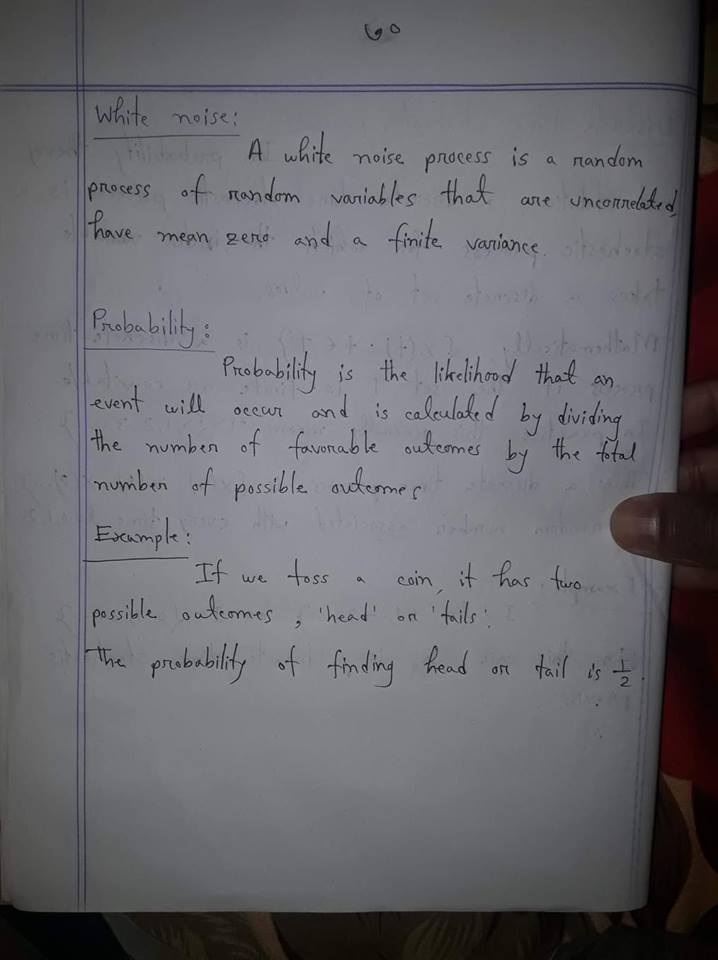 White noise:
A white noise process is a random
process of random variables that are uncorrelated,
have mean zero and a finite variance.
Probability:
Probability is the likelihood that an
event will occur and is calculated by dividing
the number of favorable outcomes by the total
number of possible outcomes
Example:
If we toss a coin, it has two
possible outcomes, 'head' or 'tails'.
The probability of finding head or tail is 1/2.